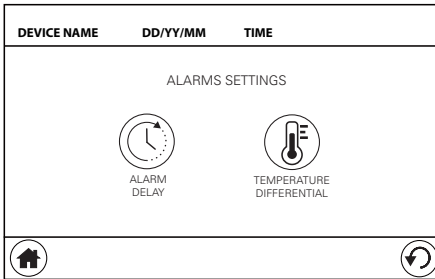 DEVICE NAME DD/YY/MM TIME
ALARMS SETTINGS
ALARM
DELAY
TEMPERATURE
DIFFERENTIAL